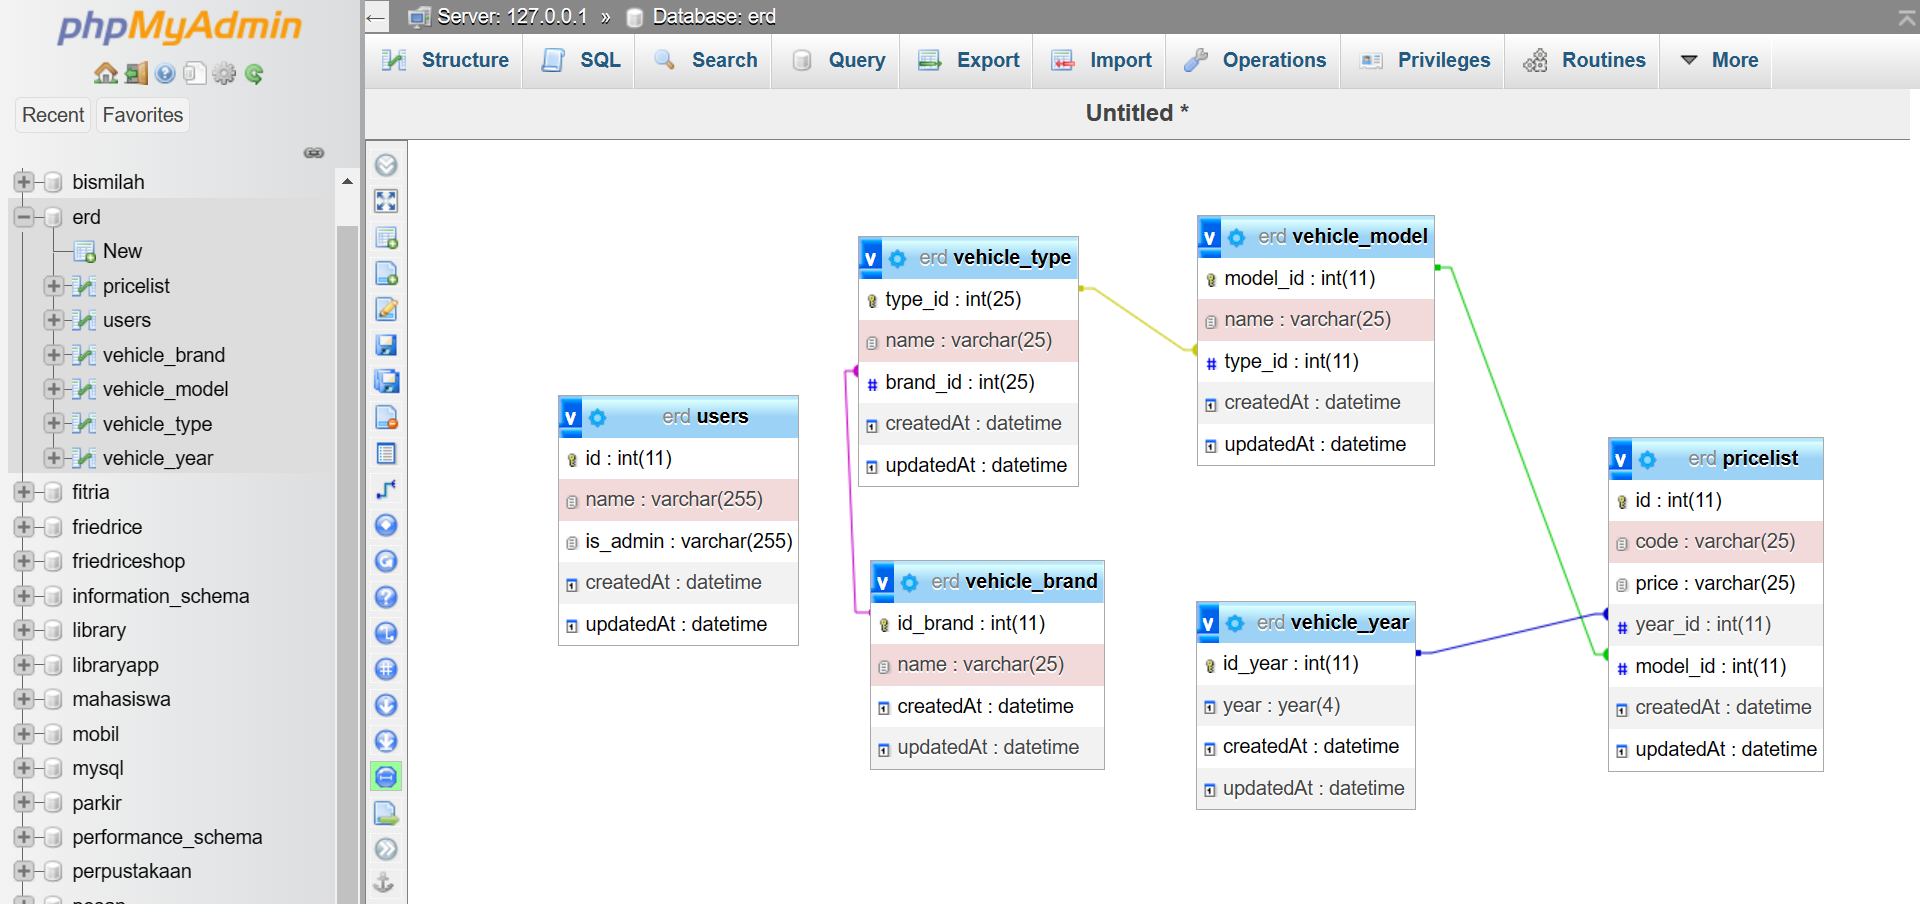 phpMyAdmin
Recent
Favorites
bismilah
erd
New
pricelist
users
vehicle_brand
vehicle_model
vehicle_type
vehicle_year
fitria
friedrice
friedriceshop
information_schema
library
libraryapp
mahasiswa
mobil
mysql
parkir
performance_schema
perpustakaan
Server: 127.0.0.1 » Database: erd
Structure
SQL
Search
Query
Export
Import
Operations
Privileges
Routines
More
Untitled *
v erd users
id : int(11)
name : varchar(255)
is_admin : varchar(255)
createdAt : datetime
updatedAt : datetime
v erd vehicle_type
type_id : int(25)
name : varchar(25)
# brand_id : int(25)
createdAt : datetime
updatedAt : datetime
v erd vehicle_brand
id_brand : int(11)
name : varchar(25)
createdAt : datetime
updatedAt : datetime
v erd vehicle_model
model_id : int(11)
name : varchar(25)
# type_id : int(11)
createdAt : datetime
updatedAt : datetime
v erd vehicle_year
id_year : int(11)
year : year(4)
createdAt : datetime
updatedAt : datetime
v erd pricelist
id : int(11)
code : varchar(25)
price : varchar(25)
# year_id : int(11)
# model_id : int(11)
createdAt : datetime
updatedAt : datetime